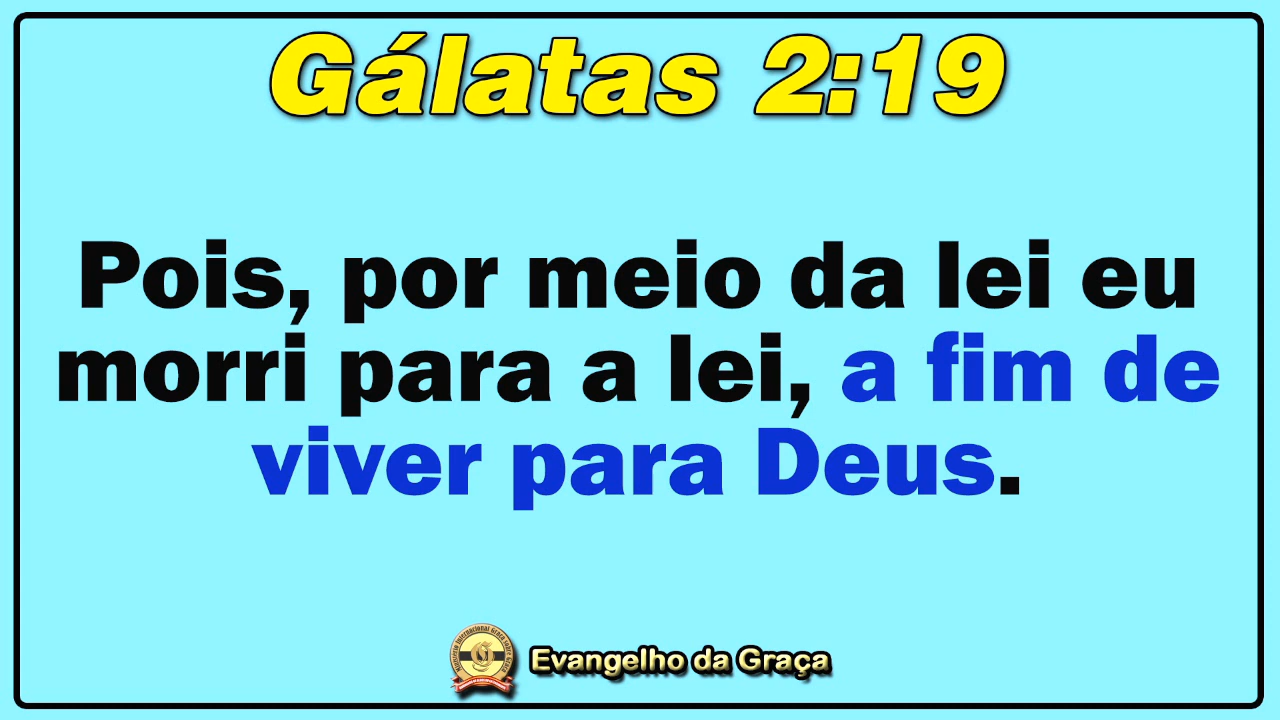 Gálatas 2:19
Pois, por meio da lei eu
morri para a lei, a fim de
viver para Deus.
Evangelho da Graça